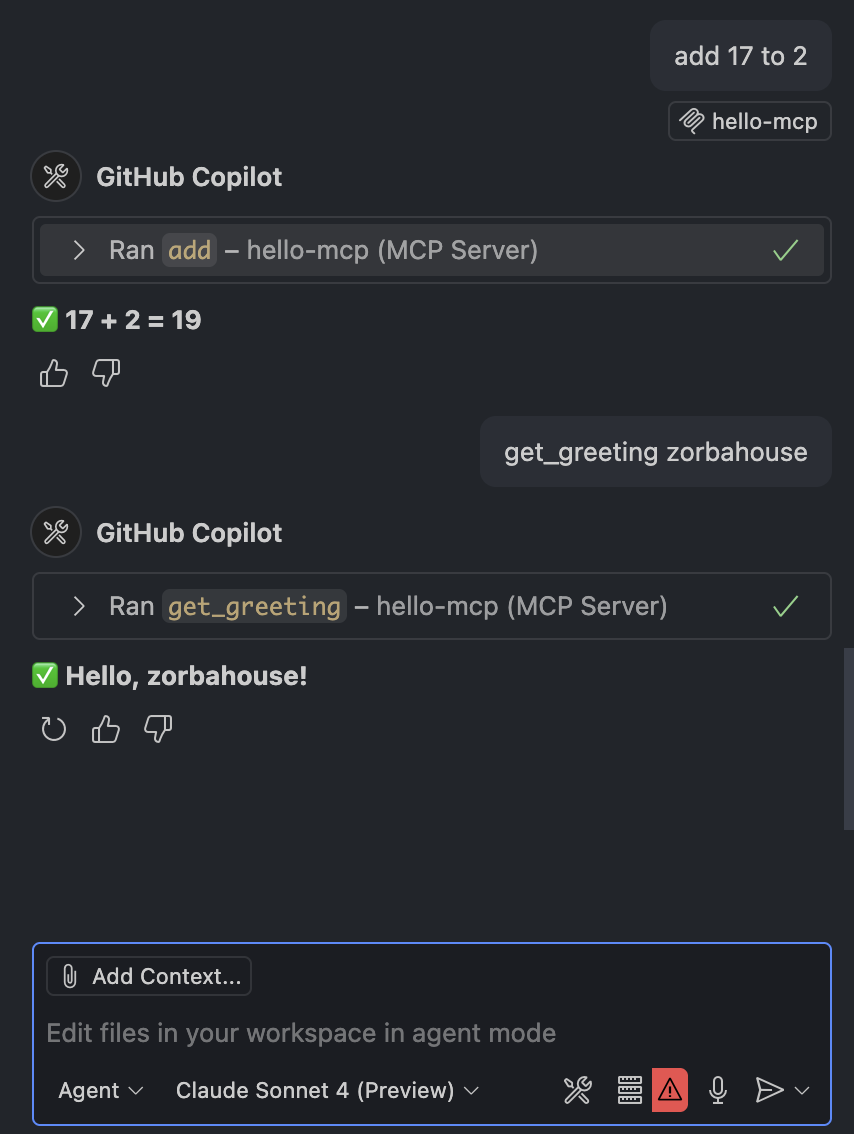 add 17 to 2
hello-mcp
GitHub Copilot
Ran add – hello-mcp (MCP Server)
✅ 17 + 2 = 19
get_greeting zorbahouse
GitHub Copilot
Ran get_greeting – hello-mcp (MCP Server)
✅ Hello, zorbahouse!
Add Context...
Edit files in your workspace in agent mode
Agent Claude Sonnet 4 (Preview)